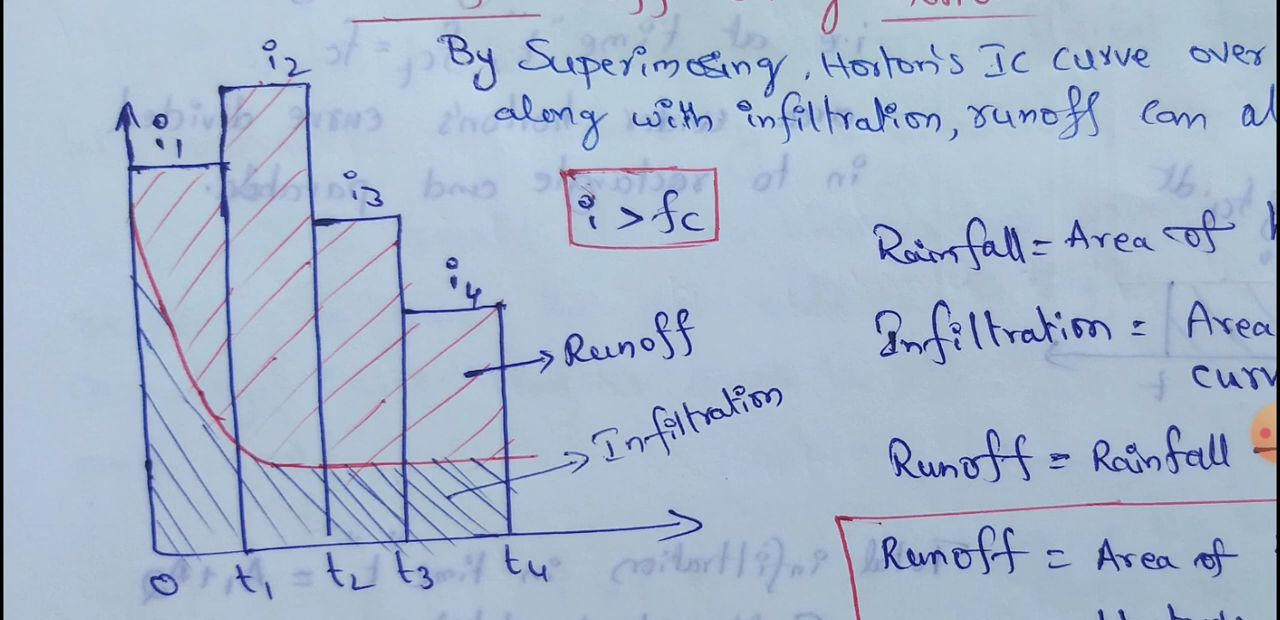 By Superimosing, Horton's Ic curve over
along with infiltration, runoff can al
i > fc
Rainfall = Area of
Infiltration = Area
curv
Runoff = Rainfall
Runoff = Area of
i1
i2
i3
i4
Runoff
Infiltration
0 t1 t2 t3 t4